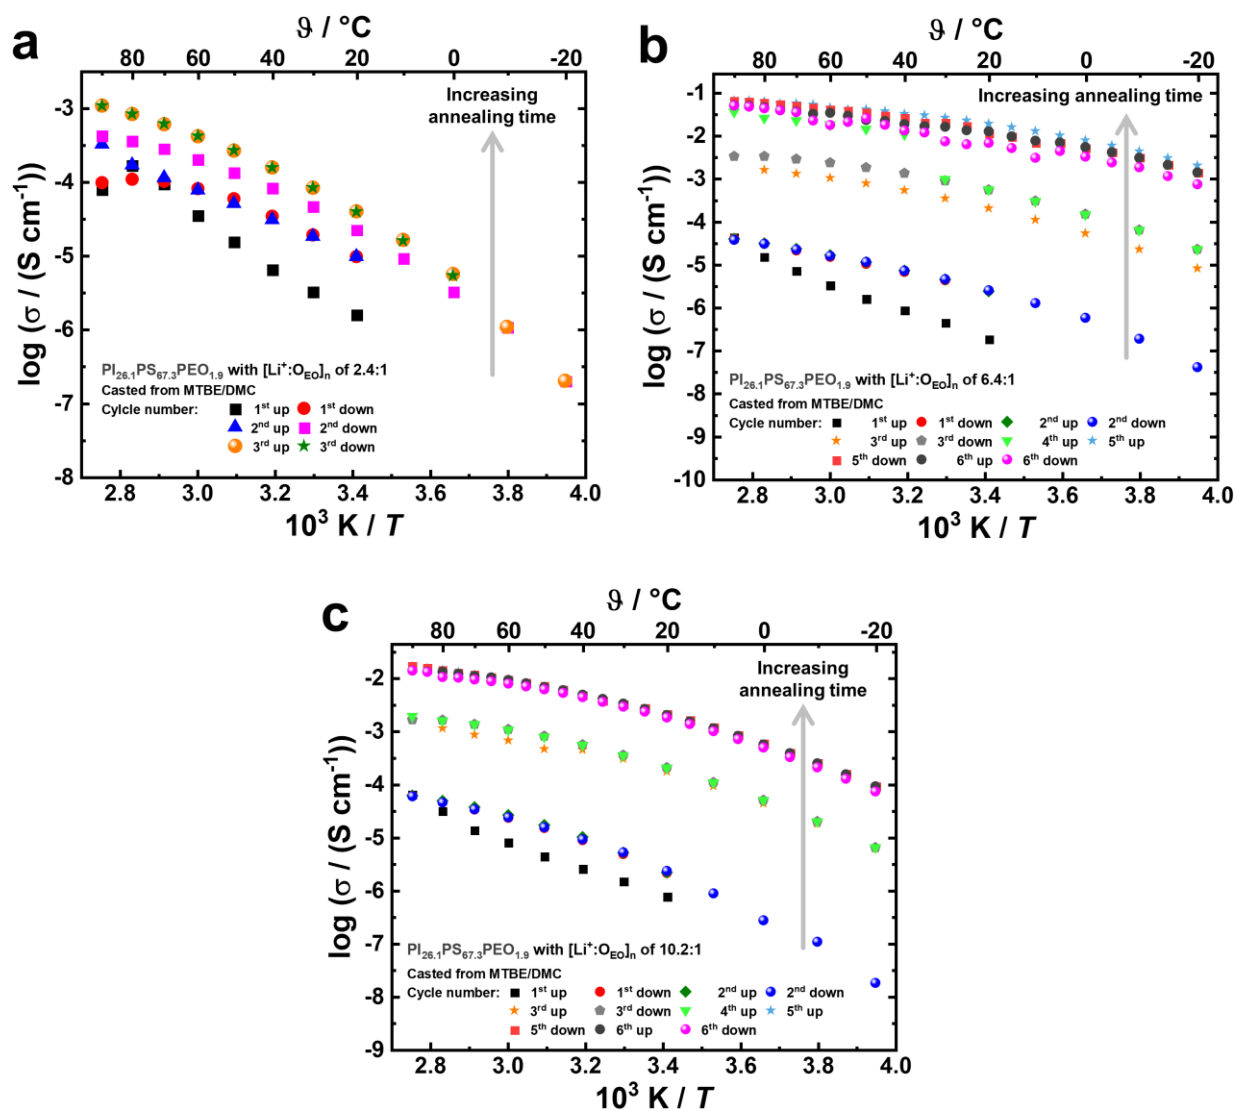 a
ϑ / °C
80 60 40 20 0 -20
-3
-4
-5
-6
-7
-8
log (σ / (S cm⁻¹))
Increasing
annealing time
PI₂₆.₁PS₆₇.₃PEO₁.₉ with [Li⁺:O_EO]ₙ of 2.4:1
Casted from MTBE/DMC
Cylcle number: 1ˢᵗ up 1ˢᵗ down
2ⁿᵈ up 2ⁿᵈ down
3ʳᵈ up 3ʳᵈ down
2.8 3.0 3.2 3.4 3.6 3.8 4.0
10³ K / T
b
ϑ / °C
80 60 40 20 0 -20
-1
-2
-3
-4
-5
-6
-7
-8
-9
-10
log (σ / (S cm⁻¹))
Increasing annealing time
PI₂₆.₁PS₆₇.₃PEO₁.₉ with [Li⁺:O_EO]ₙ of 6.4:1
Casted from MTBE/DMC
Cycle number: 1ˢᵗ up 1ˢᵗ down 2ⁿᵈ up 2ⁿᵈ down
3ʳᵈ up 3ʳᵈ down 4ᵗʰ up 5ᵗʰ up
5ᵗʰ down 6ᵗʰ up 6ᵗʰ down
2.8 3.0 3.2 3.4 3.6 3.8 4.0
10³ K / T
c
ϑ / °C
80 60 40 20 0 -20
-2
-3
-4
-5
-6
-7
-8
-9
log (σ / (S cm⁻¹))
Increasing
annealing time
PI₂₆.₁PS₆₇.₃PEO₁.₉ with [Li⁺:O_EO]ₙ of 10.2:1
Casted from MTBE/DMC
Cycle number: 1ˢᵗ up 1ˢᵗ down 2ⁿᵈ up 2ⁿᵈ down
3ʳᵈ up 3ʳᵈ down 4ᵗʰ up 5ᵗʰ up
5ᵗʰ down 6ᵗʰ up 6ᵗʰ down
2.8 3.0 3.2 3.4 3.6 3.8 4.0
10³ K / T